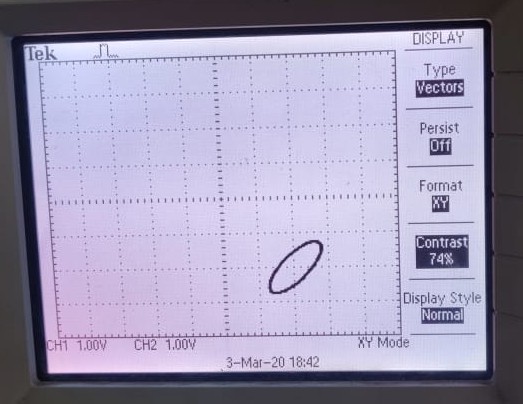 Tek
DISPLAY
Type
Vectors
Persist
Off
Format
XY
Contrast
74%
Display Style
Normal
CH1 1.00V CH2 1.00V XY Mode
3-Mar-20 18:42